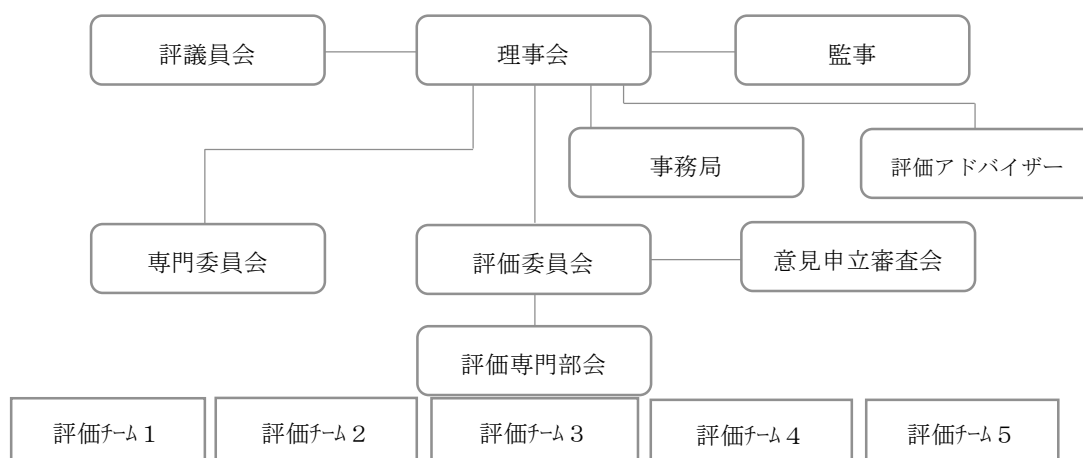 評議員会
理事会
監事
事務局
評価アドバイザー
専門委員会
評価委員会
意見申立審査会
評価専門部会
評価ﾁｰﾑ１
評価ﾁｰﾑ２
評価ﾁｰﾑ３
評価ﾁｰﾑ４
評価ﾁｰﾑ５